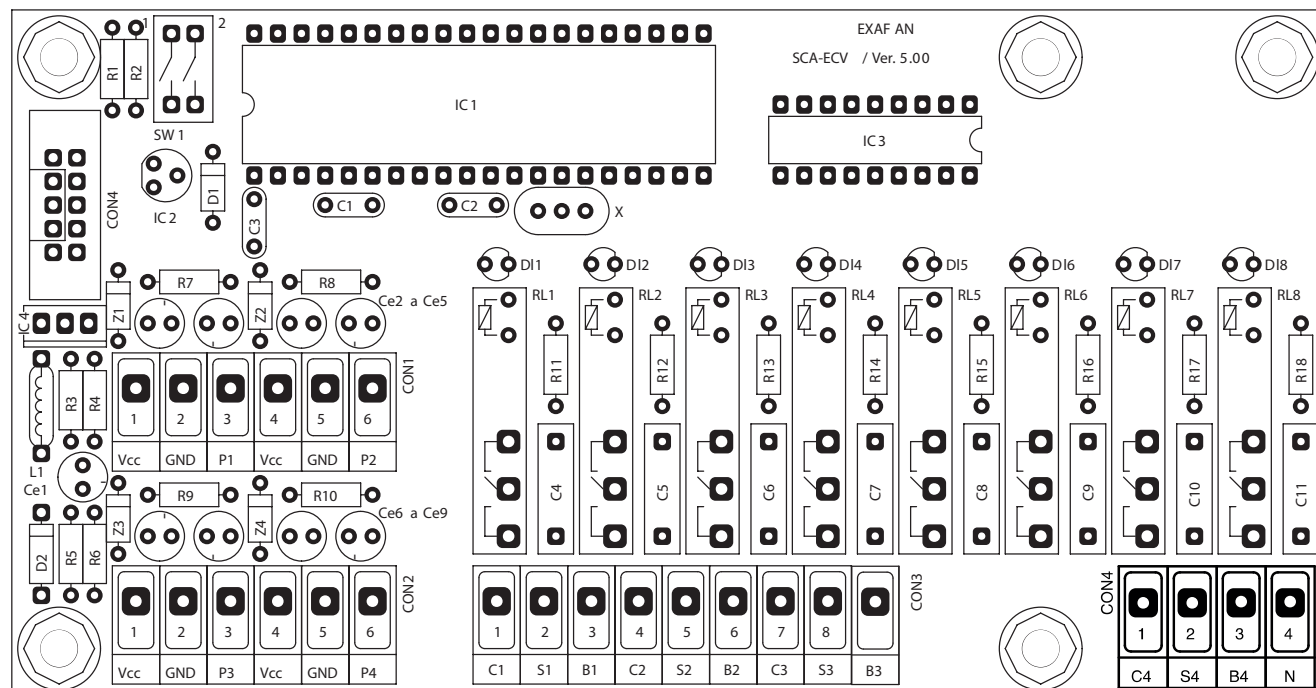 1 2
EXAF AN
SCA-ECV / Ver. 5.00
R1 R2
SW 1
IC 1
IC 3
CON4
IC 2
D1
C3
C1
C2
X
DI1 DI2 DI3 DI4 DI5 DI6 DI7 DI8
RL1 RL2 RL3 RL4 RL5 RL6 RL7 RL8
R7
R8
Ce2 a Ce5
IC 4
Z1
Z2
R11 R12 R13 R14 R15 R16 R17 R18
R3 R4
CON1
1 2 3 4 5 6
Vcc GND P1 Vcc GND P2
L1
Ce1
R9
R10
Ce6 a Ce9
Z3
Z4
C4 C5 C6 C7 C8 C9 C10 C11
D2
R5 R6
CON2
1 2 3 4 5 6
Vcc GND P3 Vcc GND P4
CON3
1 2 3 4 5 6 7 8
C1 S1 B1 C2 S2 B2 C3 S3 B3
CON4
1 2 3 4
C4 S4 B4 N